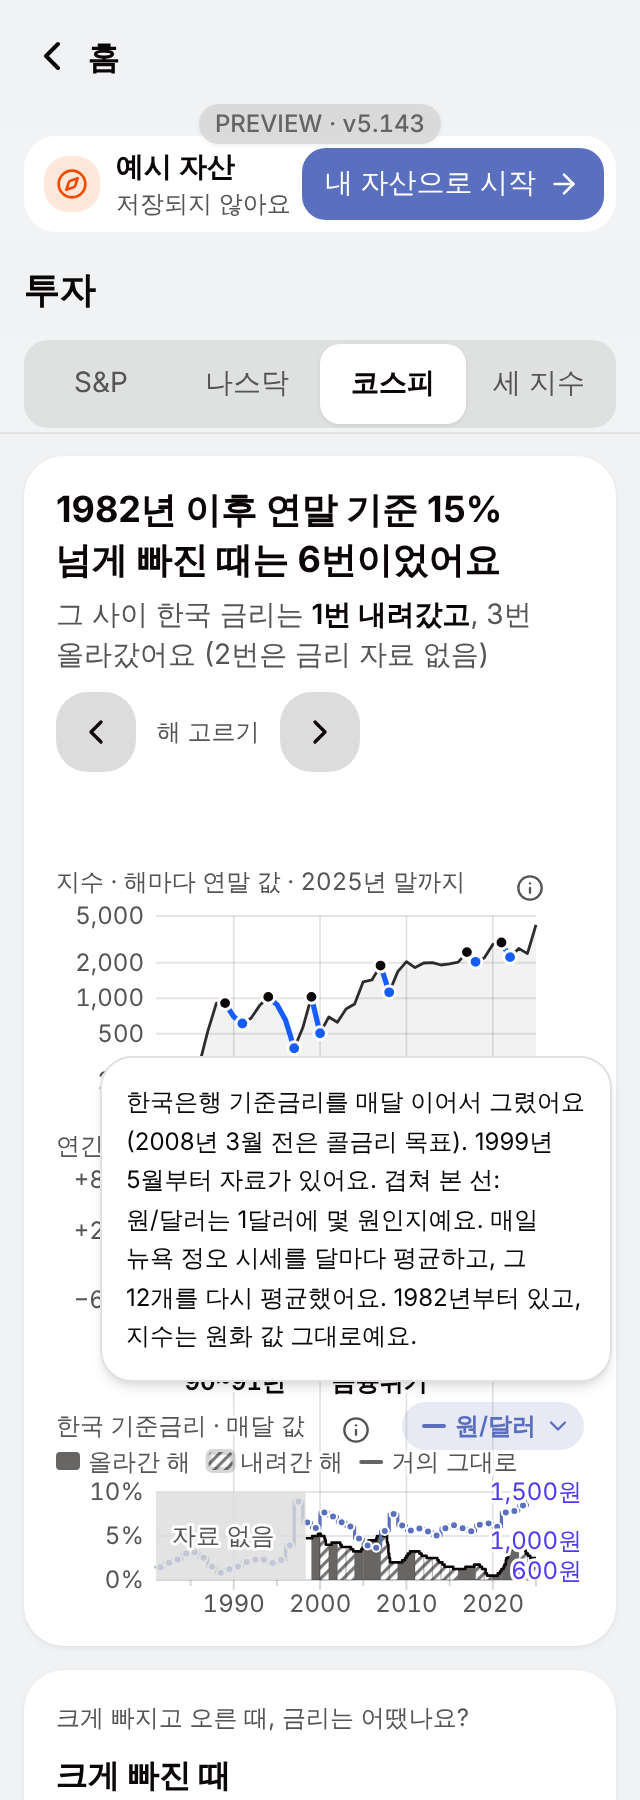 홈
PREVIEW · v5.143
예시 자산
저장되지 않아요
내 자산으로 시작
투자
S&P
나스닥
코스피
세 지수
1982년 이후 연말 기준 15%
넘게 빠진 때는 6번이었어요
그 사이 한국 금리는 1번 내려갔고, 3번
올라갔어요 (2번은 금리 자료 없음)
해 고르기
지수 · 해마다 연말 값 · 2025년 말까지
5,000
2,000
1,000
500
연간
+8
+2
−6
한국은행 기준금리를 매달 이어서 그렸어요
(2008년 3월 전은 콜금리 목표). 1999년
5월부터 자료가 있어요. 겹쳐 본 선:
원/달러는 1달러에 몇 원인지예요. 매일
뉴욕 정오 시세를 달마다 평균하고, 그
12개를 다시 평균했어요. 1982년부터 있고,
지수는 원화 값 그대로예요.
90~91년
금융위기
한국 기준금리 · 매달 값
원/달러
올라간 해
내려간 해
거의 그대로
10%
5%
0%
자료 없음
1,500원
1,000원
600원
1990
2000
2010
2020
크게 빠지고 오른 때, 금리는 어땠나요?
크게 빠진 때